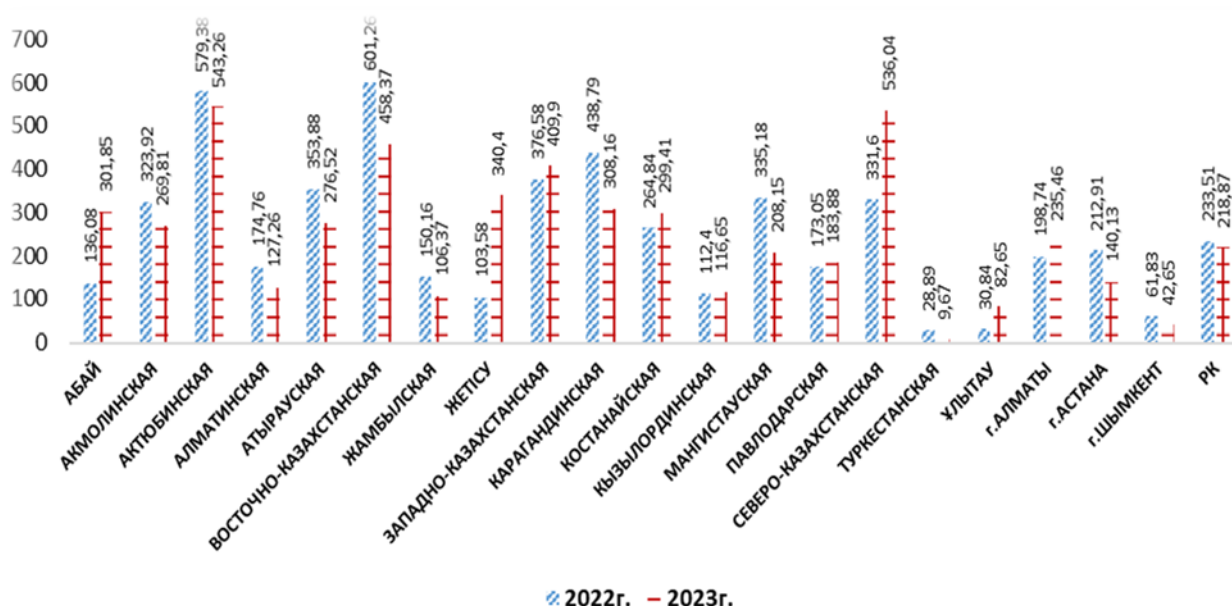 700
600
500
400
300
200
100
0
136,08
301,85
323,92
269,81
579,38
543,26
174,76
127,26
353,88
276,52
601,26
458,37
150,16
106,37
103,58
340,4
376,58
409,9
438,79
308,16
264,84
299,41
112,4
116,65
335,18
208,15
173,05
183,88
331,6
536,04
28,89
9,67
30,84
82,65
198,74
235,46
212,91
140,13
61,83
42,65
233,51
218,87
АБАЙ
АКМОЛИНСКАЯ
АКТЮБИНСКАЯ
АЛМАТИНСКАЯ
АТЫРАУСКАЯ
ВОСТОЧНО-КАЗАХСТАНСКАЯ
ЖАМБЫЛСКАЯ
ЖЕТІСУ
ЗАПАДНО-КАЗАХСТАНСКАЯ
КАРАГАНДИНСКАЯ
КОСТАНАЙСКАЯ
КЫЗЫЛОРДИНСКАЯ
МАНГИСТАУСКАЯ
ПАВЛОДАРСКАЯ
СЕВЕРО-КАЗАХСТАНСКАЯ
ТУРКЕСТАНСКАЯ
ҰЛЫТАУ
г.АЛМАТЫ
г.АСТАНА
г.ШЫМКЕНТ
РК
2022г.
2023г.